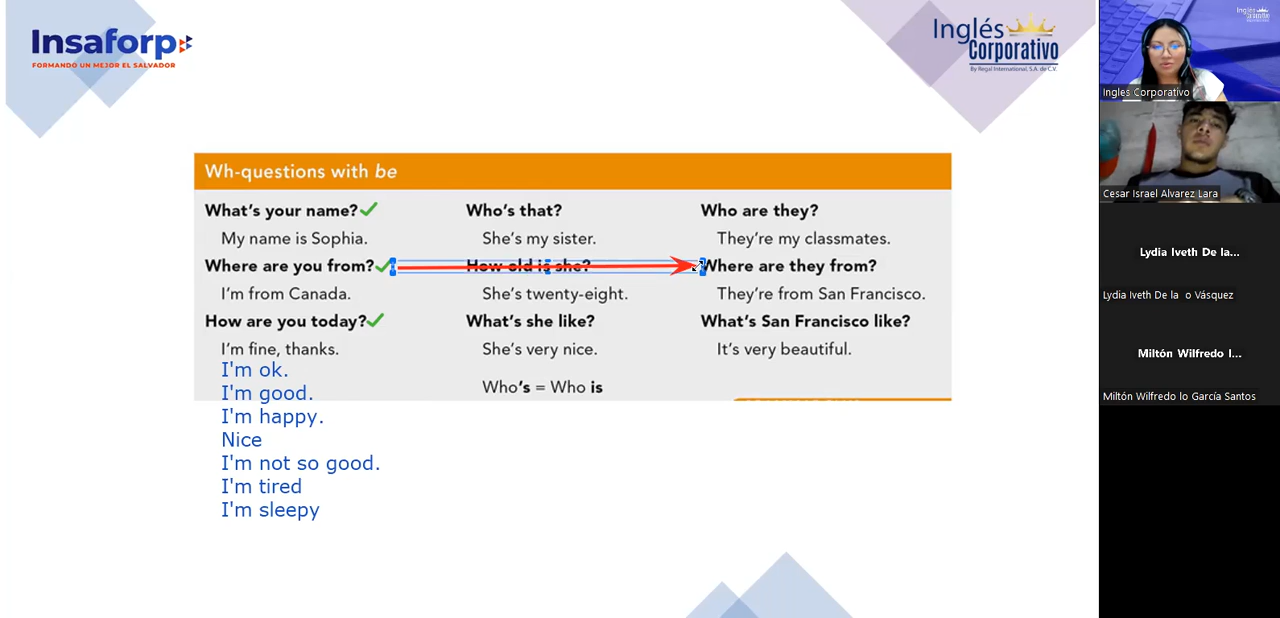 Insaforp
FORMANDO UN MEJOR EL SALVADOR
Inglés
Corporativo
By Regal International, S.A. de C.V.
Wh-questions with be
What's your name?
My name is Sophia.
Where are you from?
I'm from Canada.
How are you today?
I'm fine, thanks.
I'm ok.
I'm good.
I'm happy.
Nice
I'm not so good.
I'm tired
I'm sleepy
Who's that?
She's my sister.
How old is she?
She's twenty-eight.
What's she like?
She's very nice.
Who's = Who is
Who are they?
They're my classmates.
Where are they from?
They're from San Francisco.
What's San Francisco like?
It's very beautiful.
Inglés
Ingles Corporativo
Cesar Israel Alvarez Lara
Lydia Iveth De la...
Lydia Iveth De la o Vásquez
Miltón Wilfredo l...
Miltón Wilfredo lo García Santos